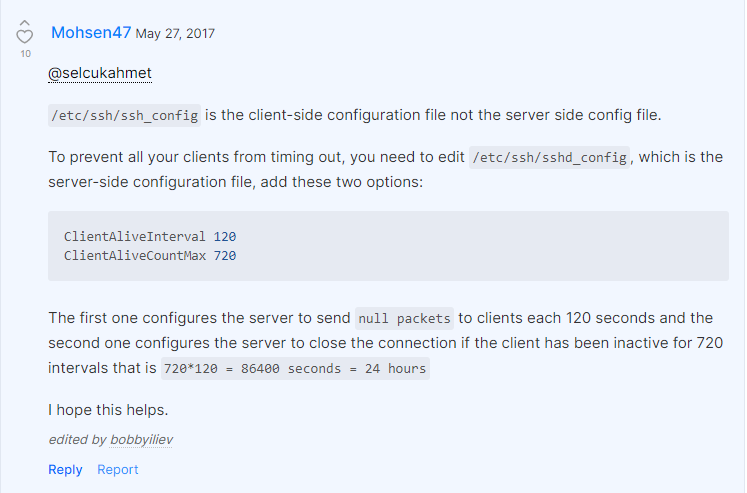 Mohsen47 May 27, 2017
10
@selcukahmet
/etc/ssh/ssh_config is the client-side configuration file not the server side config file.
To prevent all your clients from timing out, you need to edit /etc/ssh/sshd_config, which is the
server-side configuration file, add these two options:
ClientAliveInterval 120
ClientAliveCountMax 720
The first one configures the server to send null packets to clients each 120 seconds and the
second one configures the server to close the connection if the client has been inactive for 720
intervals that is 720*120 = 86400 seconds = 24 hours
I hope this helps.
edited by bobbyiliev
Reply Report